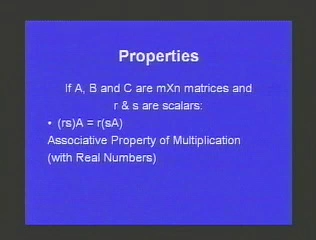 Properties
If A, B and C are mXn matrices and
r & s are scalars:
• (rs)A = r(sA)
Associative Property of Multiplication
(with Real Numbers)